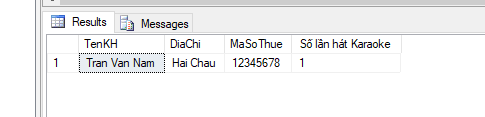 Results Messages
TenKH DiaChi MaSoThue Số lần hát Karaoke
1 Tran Van Nam Hai Chau 12345678 1